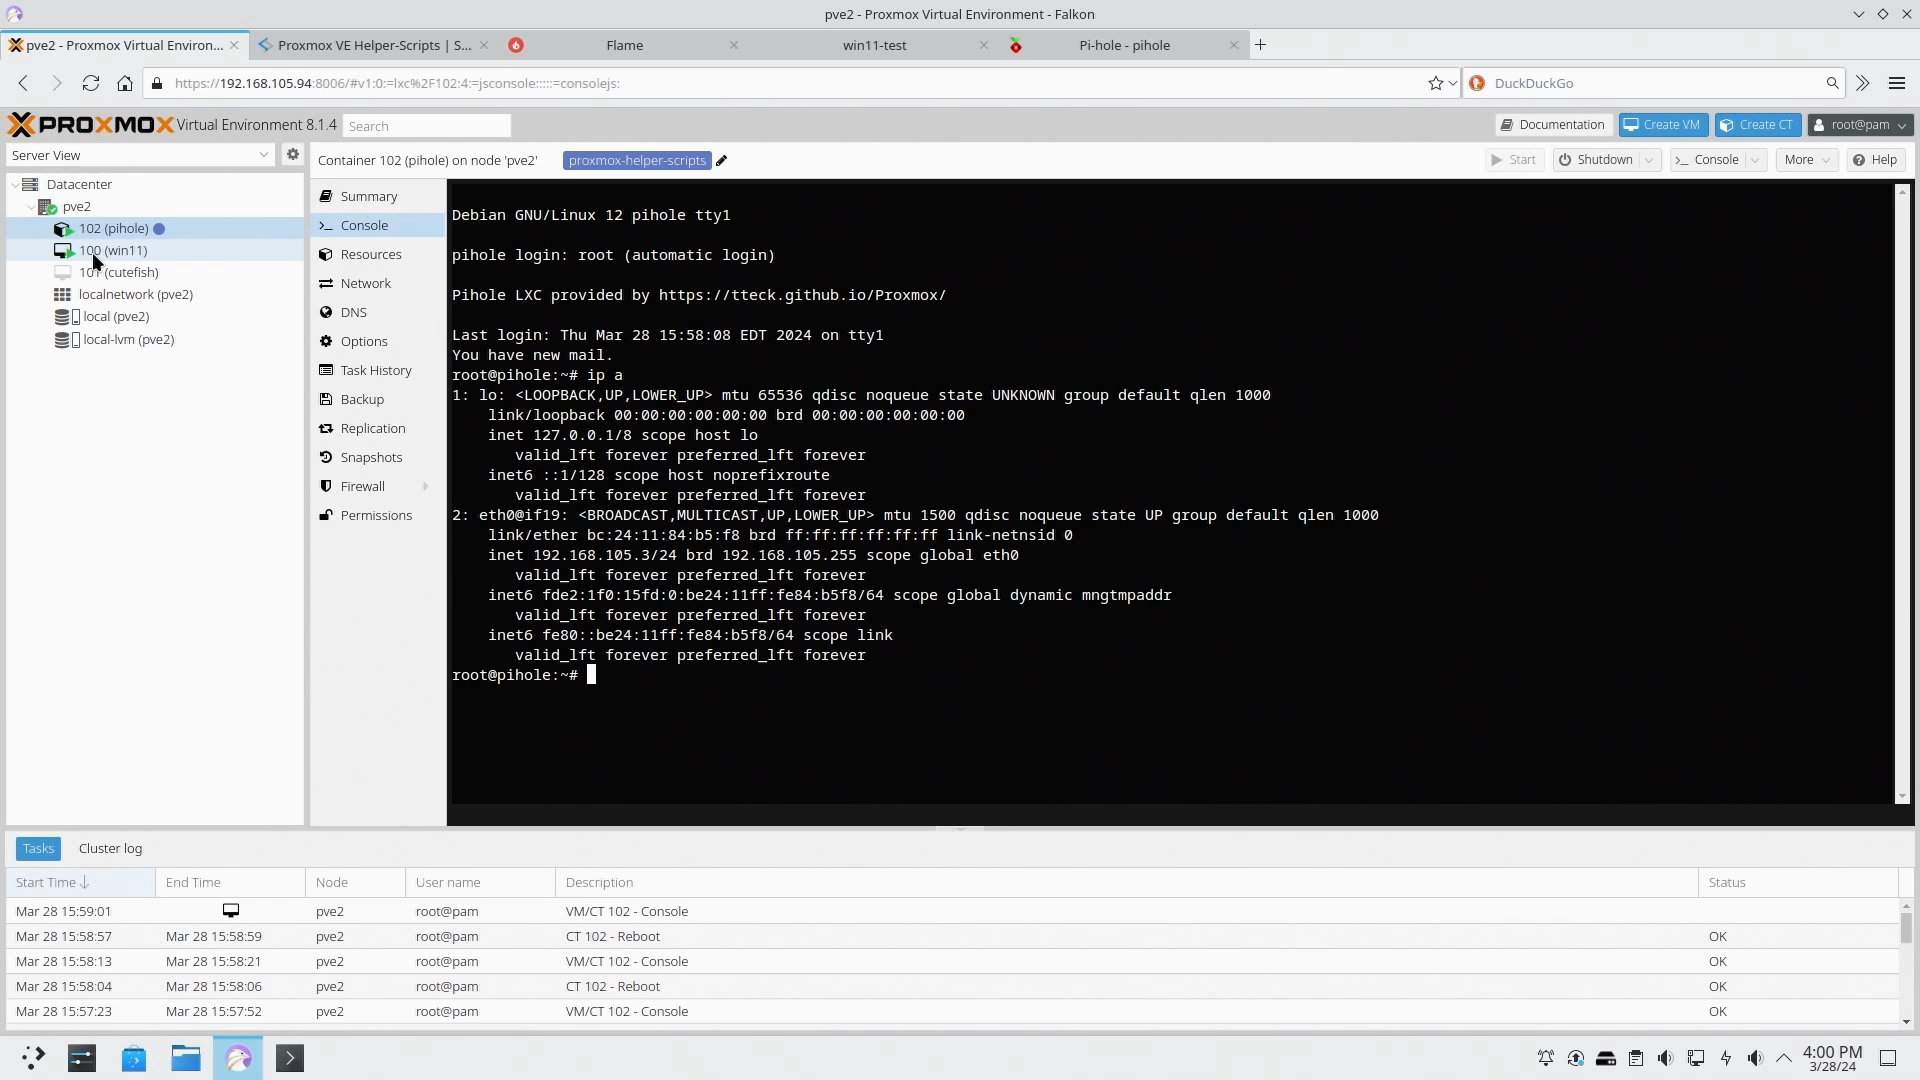 pve2 - Proxmox Virtual Environment - Falkon
pve2 - Proxmox Virtual Environ...
Proxmox VE Helper-Scripts | S...
Flame
win11-test
Pi-hole - pihole
https://192.168.105.94:8006/#v1:0:=lxc%2F102:4:=jsconsole:::::=consolejs:
DuckDuckGo
PROXMOX Virtual Environment 8.1.4
Search
Documentation
Create VM
Create CT
root@pam
Server View
Container 102 (pihole) on node 'pve2'
proxmox-helper-scripts
Start
Shutdown
Console
More
Help
Datacenter
pve2
102 (pihole)
100 (win11)
101 (cutefish)
localnetwork (pve2)
local (pve2)
local-lvm (pve2)
Summary
Console
Resources
Network
DNS
Options
Task History
Backup
Replication
Snapshots
Firewall
Permissions
Debian GNU/Linux 12 pihole tty1
pihole login: root (automatic login)
Pihole LXC provided by https://tteck.github.io/Proxmox/
Last login: Thu Mar 28 15:58:08 EDT 2024 on tty1
You have new mail.
root@pihole:~# ip a
1: lo: <LOOPBACK,UP,LOWER_UP> mtu 65536 qdisc noqueue state UNKNOWN group default qlen 1000
link/loopback 00:00:00:00:00:00 brd 00:00:00:00:00:00
inet 127.0.0.1/8 scope host lo
valid_lft forever preferred_lft forever
inet6 ::1/128 scope host noprefixroute
valid_lft forever preferred_lft forever
2: eth0@if19: <BROADCAST,MULTICAST,UP,LOWER_UP> mtu 1500 qdisc noqueue state UP group default qlen 1000
link/ether bc:24:11:84:b5:f8 brd ff:ff:ff:ff:ff:ff link-netnsid 0
inet 192.168.105.3/24 brd 192.168.105.255 scope global eth0
valid_lft forever preferred_lft forever
inet6 fde2:1f0:15fd:0:be24:11ff:fe84:b5f8/64 scope global dynamic mngtmpaddr
valid_lft forever preferred_lft forever
inet6 fe80::be24:11ff:fe84:b5f8/64 scope link
valid_lft forever preferred_lft forever
root@pihole:~#
Tasks
Cluster log
Start Time End Time Node User name Description Status
Mar 28 15:59:01 pve2 root@pam VM/CT 102 - Console
Mar 28 15:58:57 Mar 28 15:58:59 pve2 root@pam CT 102 - Reboot OK
Mar 28 15:58:13 Mar 28 15:58:21 pve2 root@pam VM/CT 102 - Console OK
Mar 28 15:58:04 Mar 28 15:58:06 pve2 root@pam CT 102 - Reboot OK
Mar 28 15:57:23 Mar 28 15:57:52 pve2 root@pam VM/CT 102 - Console OK
4:00 PM
3/28/24